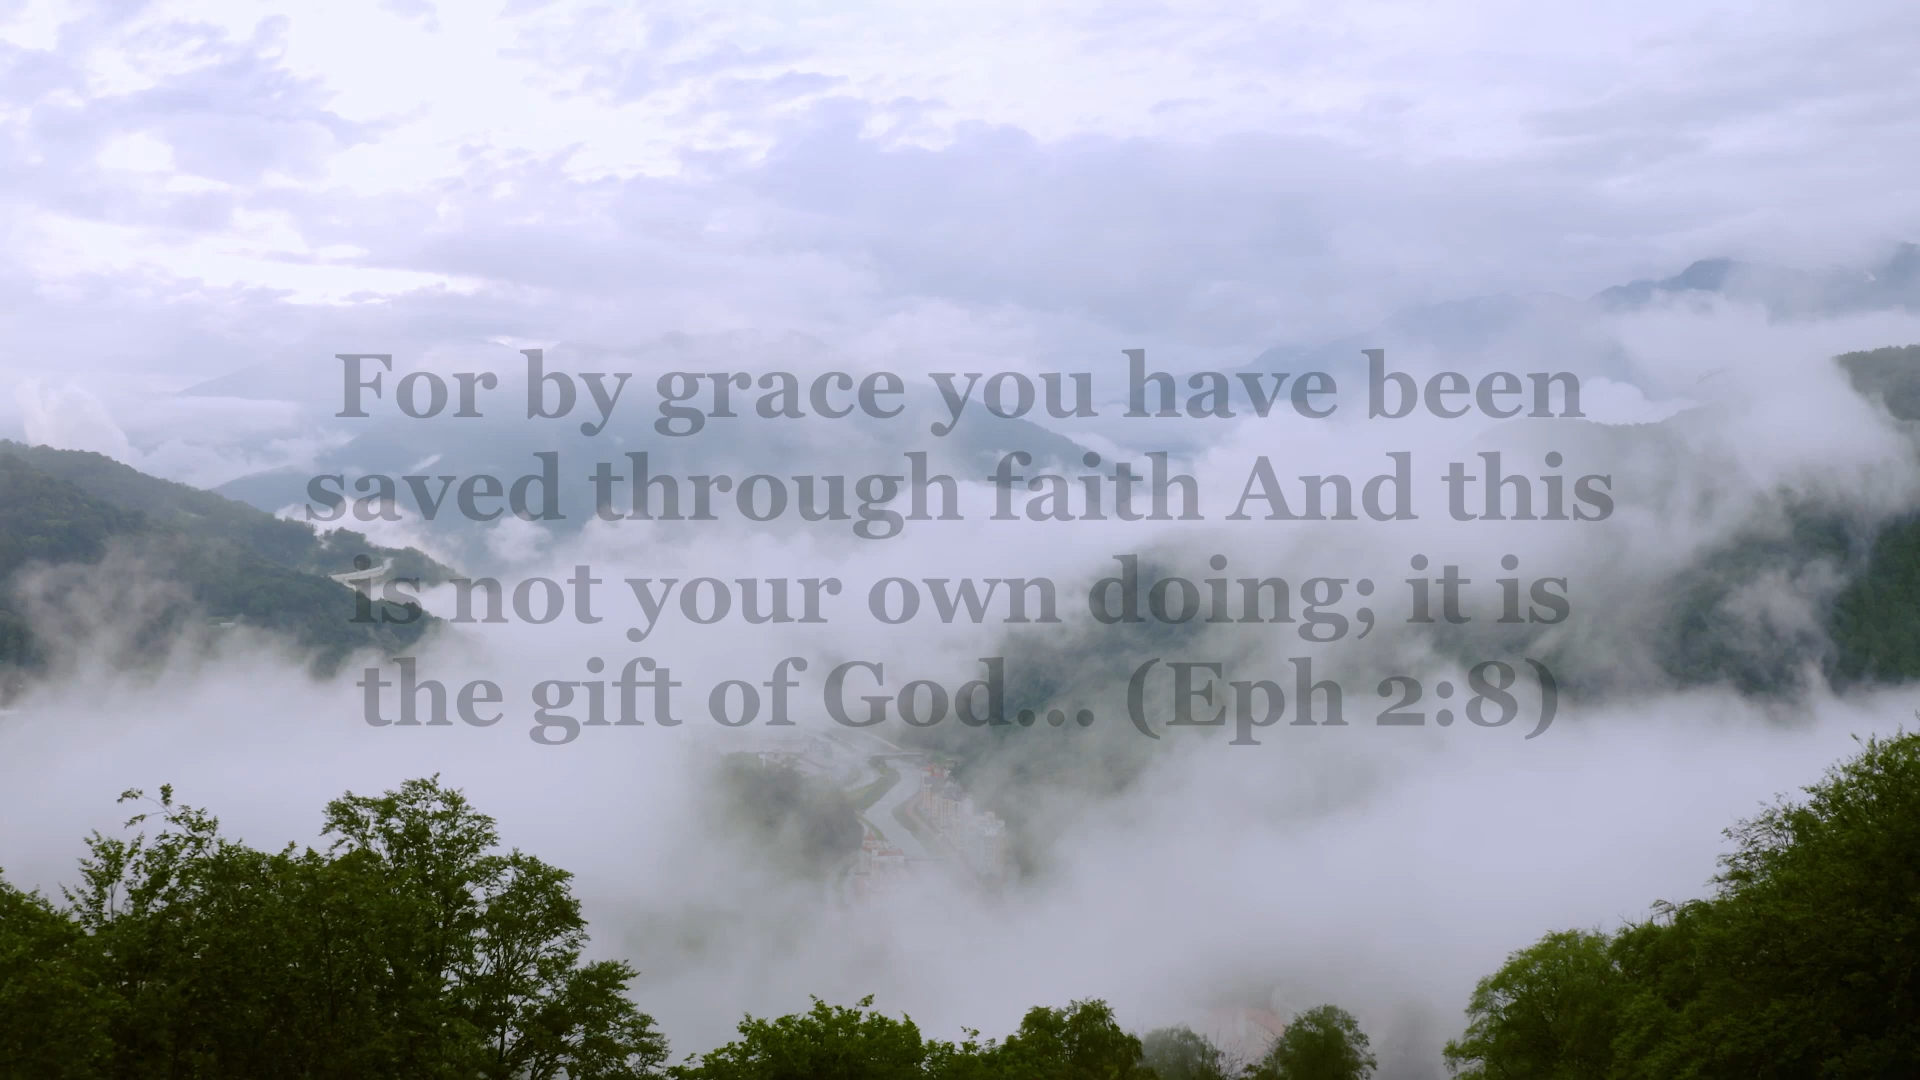 For by grace you have been
saved through faith And this
is not your own doing; it is
the gift of God... (Eph 2:8)